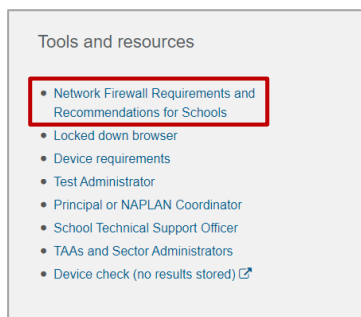 Tools and resources
Network Firewall Requirements and
Recommendations for Schools
Locked down browser
Device requirements
Test Administrator
Principal or NAPLAN Coordinator
School Technical Support Officer
TAAs and Sector Administrators
Device check (no results stored)